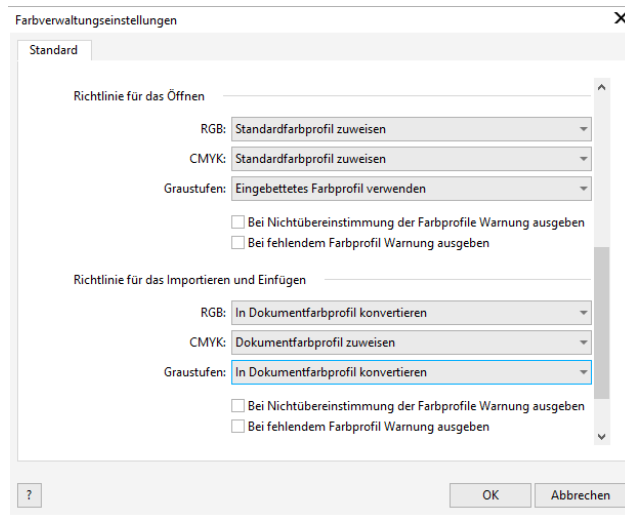 Farbverwaltungseinstellungen
Standard
Richtlinie für das Öffnen
RGB: Standardfarbprofil zuweisen
CMYK: Standardfarbprofil zuweisen
Graustufen: Eingebettetes Farbprofil verwenden
Bei Nichtübereinstimmung der Farbprofile Warnung ausgeben
Bei fehlendem Farbprofil Warnung ausgeben
Richtlinie für das Importieren und Einfügen
RGB: In Dokumentfarbprofil konvertieren
CMYK: Dokumentfarbprofil zuweisen
Graustufen: In Dokumentfarbprofil konvertieren
Bei Nichtübereinstimmung der Farbprofile Warnung ausgeben
Bei fehlendem Farbprofil Warnung ausgeben
? OK Abbrechen